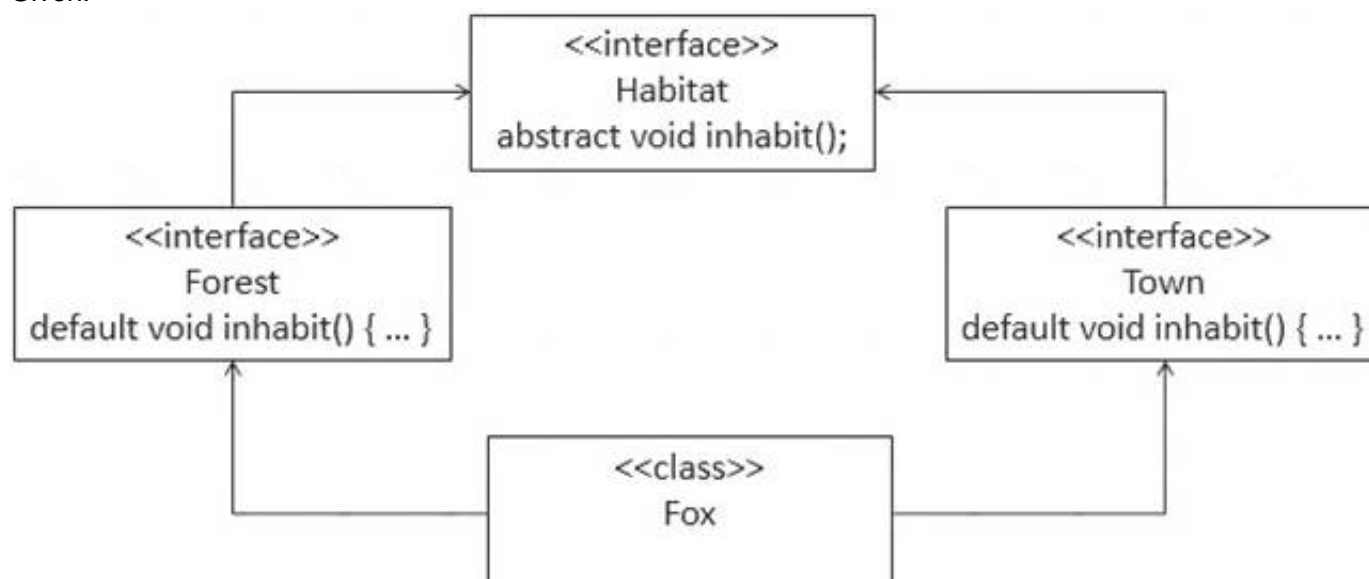 <<interface>>
Habitat
abstract void inhabit();
<<interface>>
Forest
default void inhabit() { ... }
<<interface>>
Town
default void inhabit() { ... }
<<class>>
Fox